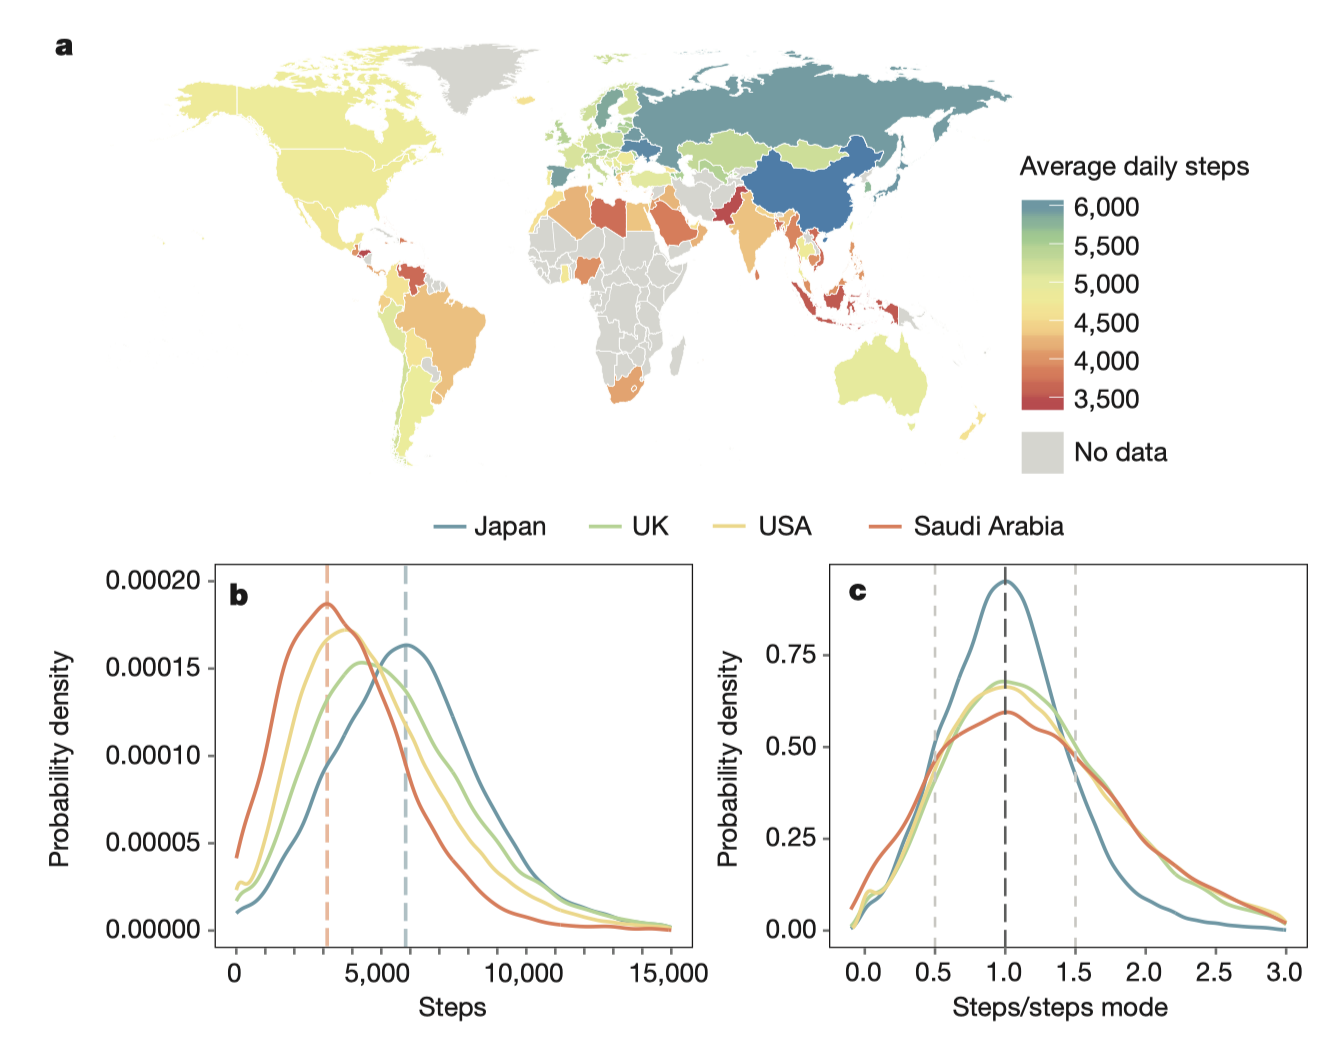 a
Average daily steps
6,000
5,500
5,000
4,500
4,000
3,500
No data
Japan UK USA Saudi Arabia
b
Probability density
0.00020
0.00015
0.00010
0.00005
0.00000
0 5,000 10,000 15,000
Steps
c
Probability density
0.75
0.50
0.25
0.00
0.0 0.5 1.0 1.5 2.0 2.5 3.0
Steps/steps mode